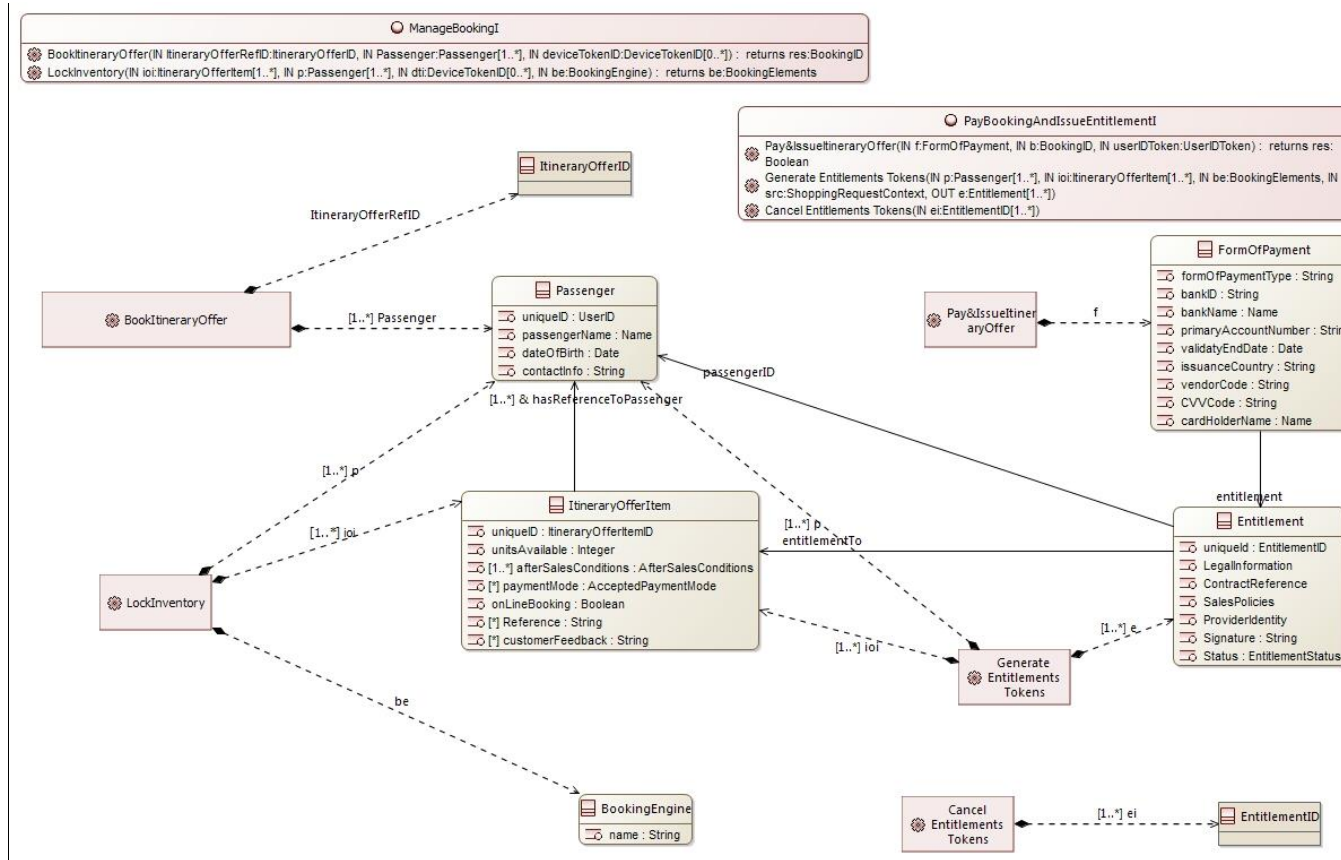 ManageBookingI
BookItineraryOffer(IN ItineraryOfferRefID:ItineraryOfferID, IN Passenger:Passenger[1..*], IN deviceTokenID:DeviceTokenID[0..*]) : returns res:BookingID
LockInventory(IN ioi:ItineraryOfferItem[1..*], IN p:Passenger[1..*], IN dti:DeviceTokenID[0..*], IN be:BookingEngine) : returns be:BookingElements
PayBookingAndIssueEntitlementI
Pay&IssueItineraryOffer(IN f:FormOfPayment, IN b:BookingID, IN userIDToken:UserIDToken) : returns res:
Boolean
Generate Entitlements Tokens(IN p:Passenger[1..*], IN ioi:ItineraryOfferItem[1..*], IN be:BookingElements, IN
src:ShoppingRequestContext, OUT e:Entitlement[1..*])
Cancel Entitlements Tokens(IN ei:EntitlementID[1..*])
ItineraryOfferID
ItineraryOfferRefID
BookItineraryOffer
[1..*] Passenger
Passenger
uniqueID : UserID
passengerName : Name
dateOfBirth : Date
contactInfo : String
Pay&IssueItiner
aryOffer
f
FormOfPayment
formOfPaymentType : String
bankID : String
bankName : Name
primaryAccountNumber : Strin
validatyEndDate : Date
issuanceCountry : String
vendorCode : String
CVVCode : String
cardHolderName : Name
passengerID
[1..*] & hasReferenceToPassenger
[1..*] p
[1..*] ioi
ItineraryOfferItem
uniqueID : ItineraryOfferItemID
unitsAvailable : Integer
[1..*] afterSalesConditions : AfterSalesConditions
[*] paymentMode : AcceptedPaymentMode
onLineBooking : Boolean
[*] Reference : String
[*] customerFeedback : String
[1..*] p
entitlementTo
entitlement
Entitlement
uniqueId : EntitlementID
LegalInformation
ContractReference
SalesPolicies
ProviderIdentity
Signature : String
Status : EntitlementStatus
LockInventory
[1..*] ioi
[1..*] e
Generate
Entitlements
Tokens
be
BookingEngine
name : String
Cancel
Entitlements
Tokens
[1..*] ei
EntitlementID